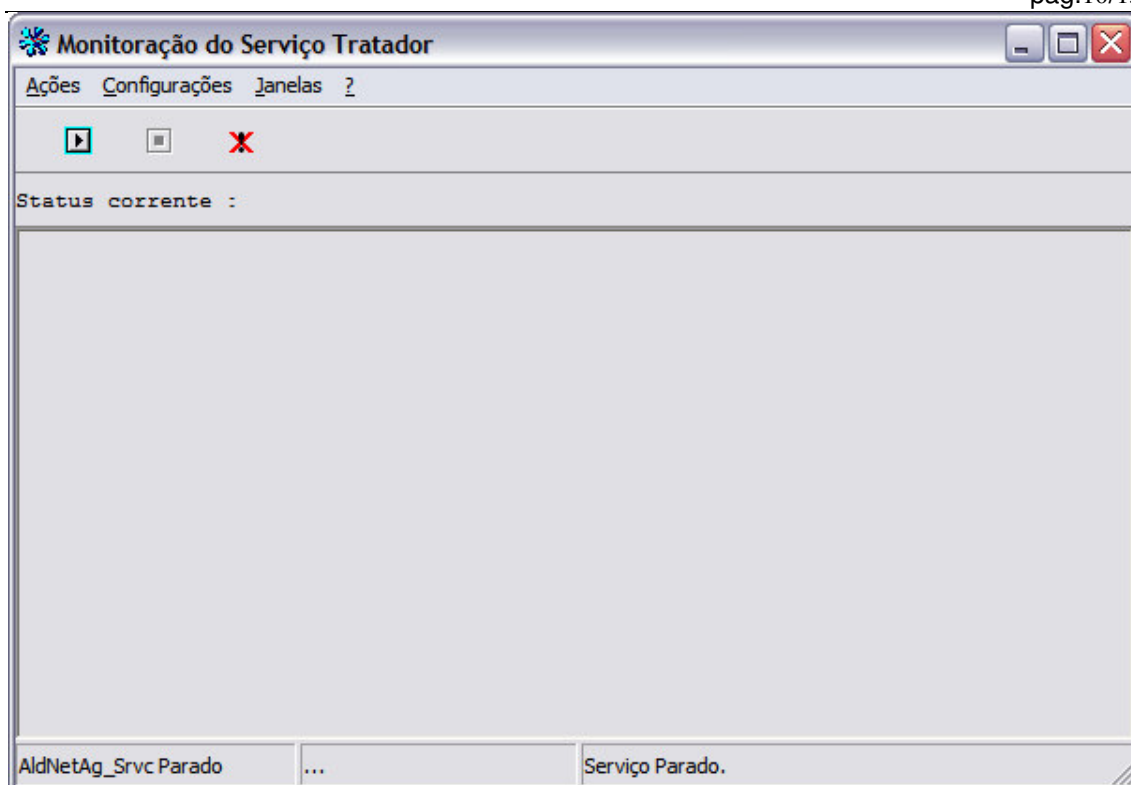 Monitoração do Serviço Tratador
Ações Configurações Janelas ?
Status corrente :
AldNetAg_Srvc Parado ... Serviço Parado.